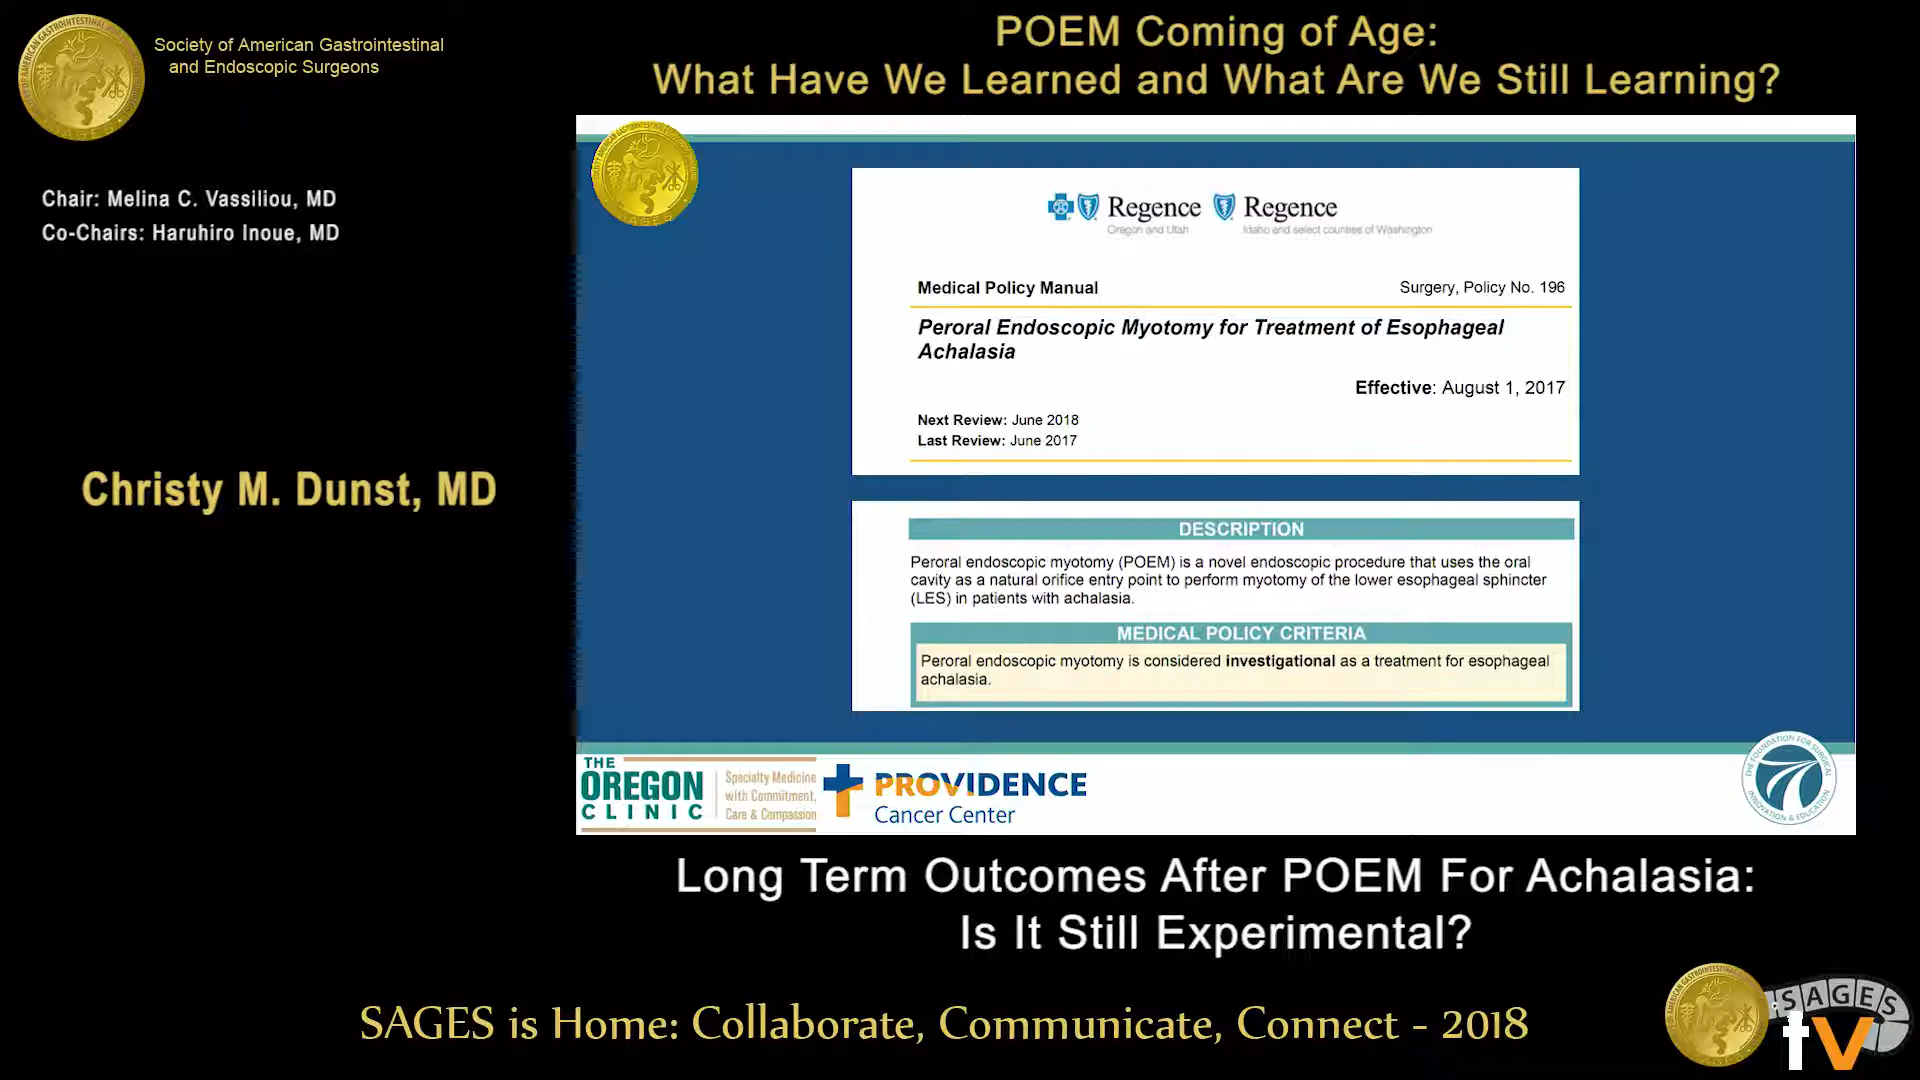 Society of American Gastrointestinal
and Endoscopic Surgeons
POEM Coming of Age:
What Have We Learned and What Are We Still Learning?
Chair: Melina C. Vassiliou, MD
Co-Chairs: Haruhiro Inoue, MD
Christy M. Dunst, MD
Regence
Oregon and Utah
Regence
Idaho and select counties of Washington
Medical Policy Manual
Surgery, Policy No. 196
Peroral Endoscopic Myotomy for Treatment of Esophageal
Achalasia
Effective: August 1, 2017
Next Review: June 2018
Last Review: June 2017
DESCRIPTION
Peroral endoscopic myotomy (POEM) is a novel endoscopic procedure that uses the oral
cavity as a natural orifice entry point to perform myotomy of the lower esophageal sphincter
(LES) in patients with achalasia.
MEDICAL POLICY CRITERIA
Peroral endoscopic myotomy is considered investigational as a treatment for esophageal
achalasia.
THE
OREGON
CLINIC
Specialty Medicine
with Commitment,
Care & Compassion
PROVIDENCE
Cancer Center
THE FOUNDATION FOR SURGICAL
INNOVATION & EDUCATION
Long Term Outcomes After POEM For Achalasia:
Is It Still Experimental?
SAGES is Home: Collaborate, Communicate, Connect - 2018
SAGES
tv